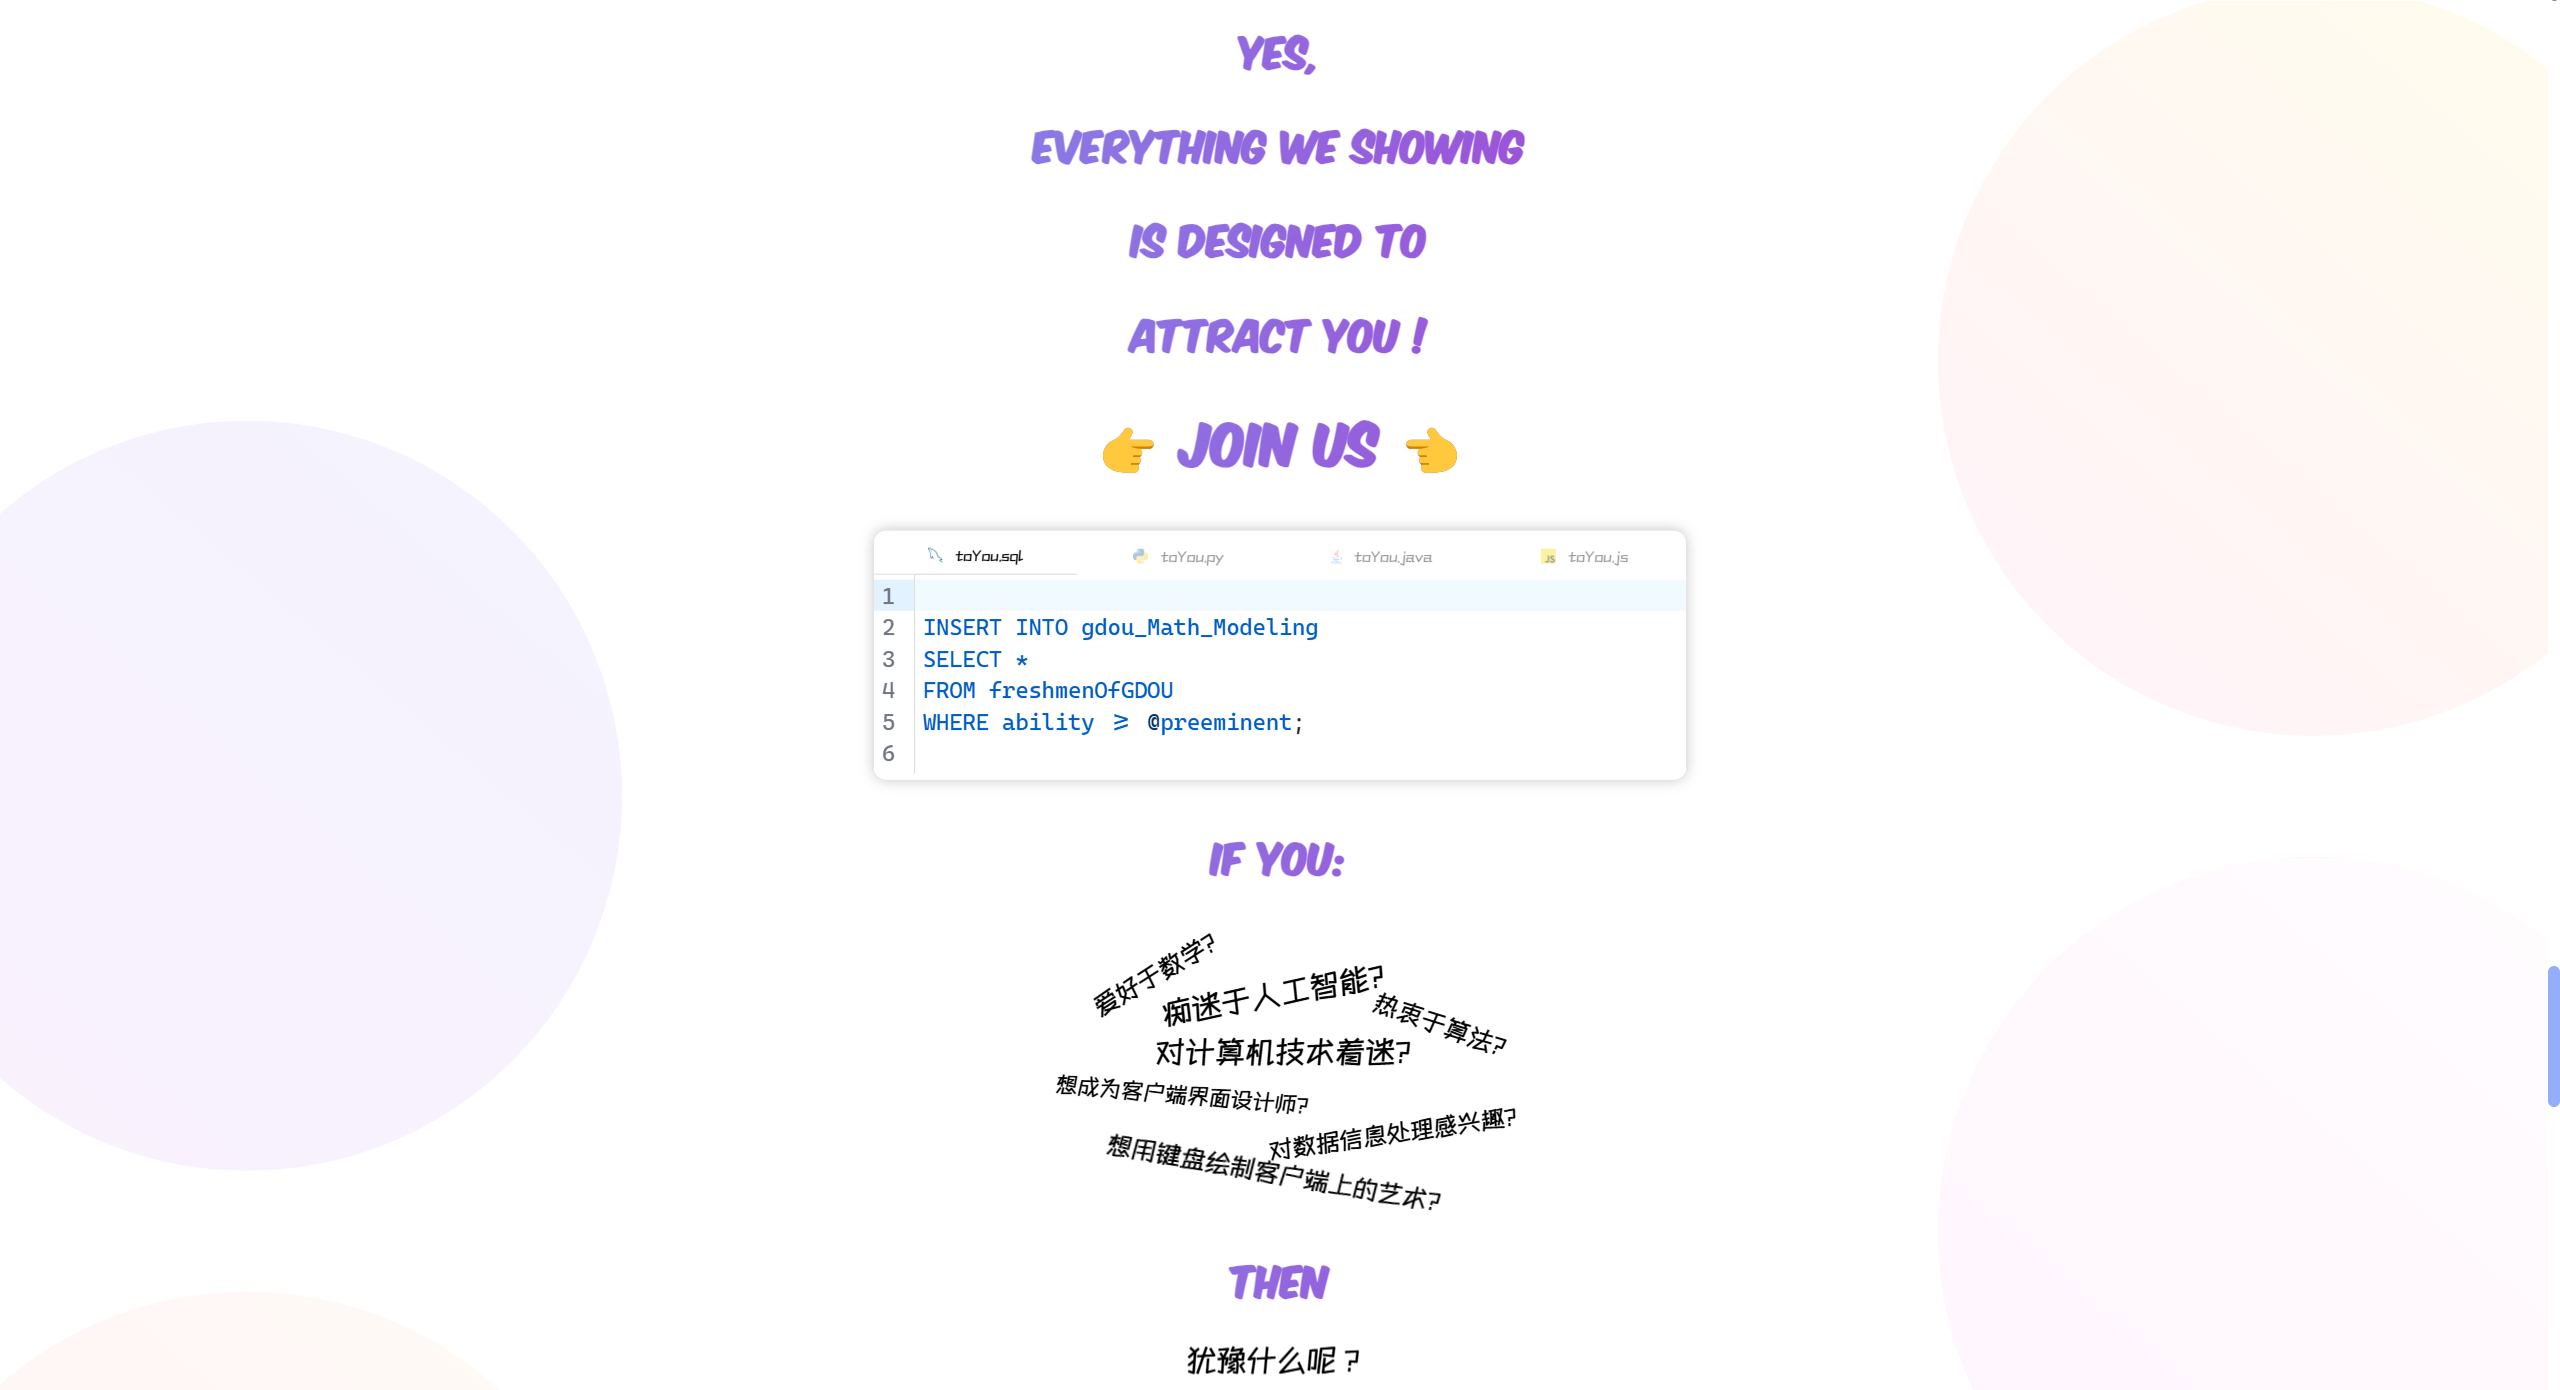 YES,
EVERYTHING WE SHOWING
IS DESIGNED TO
ATTRACT YOU !
👉 JOIN US 👈
toYou.sql toYou.py toYou.java toYou.js
1
2 INSERT INTO gdou_Math_Modeling
3 SELECT *
4 FROM freshmenOfGDOU
5 WHERE ability ≥ @preeminent;
6
IF YOU:
爱好于数学?
痴迷于人工智能?
热衷于算法?
对计算机技术着迷?
想成为客户端界面设计师?
对数据信息处理感兴趣?
想用键盘绘制客户端上的艺术?
THEN
犹豫什么呢?